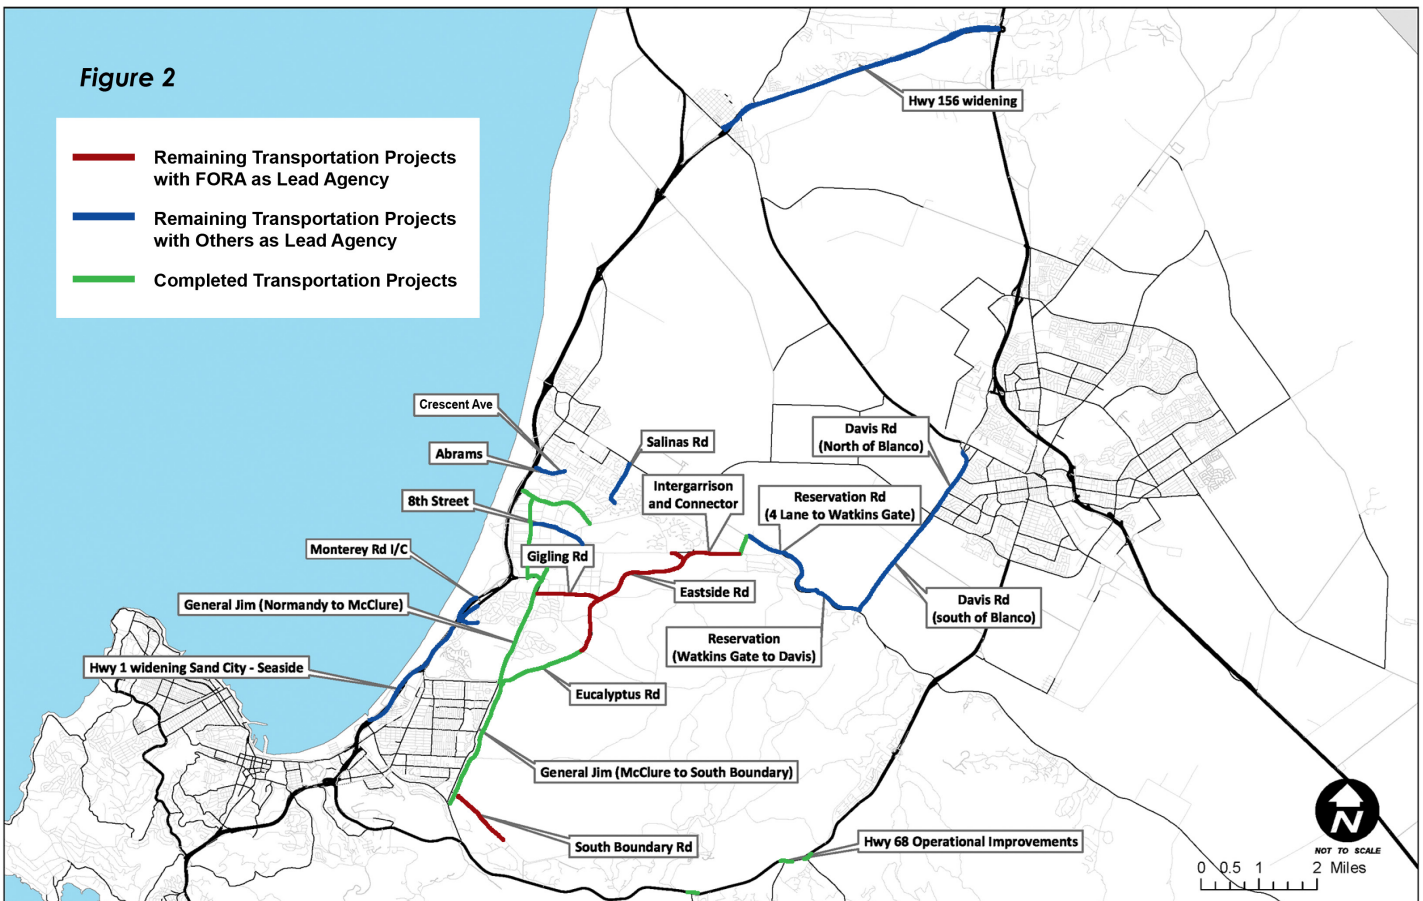 Figure 2
Remaining Transportation Projects
with FORA as Lead Agency
Remaining Transportation Projects
with Others as Lead Agency
Completed Transportation Projects
Hwy 156 widening
Crescent Ave
Abrams
8th Street
Salinas Rd
Davis Rd
(North of Blanco)
Intergarrison
and Connector
Reservation Rd
(4 Lane to Watkins Gate)
Monterey Rd I/C
Gigling Rd
General Jim (Normandy to McClure)
Eastside Rd
Davis Rd
(south of Blanco)
Reservation
(Watkins Gate to Davis)
Hwy 1 widening Sand City - Seaside
Eucalyptus Rd
General Jim (McClure to South Boundary)
South Boundary Rd
Hwy 68 Operational Improvements
N
NOT TO SCALE
0 0.5 1 2 Miles